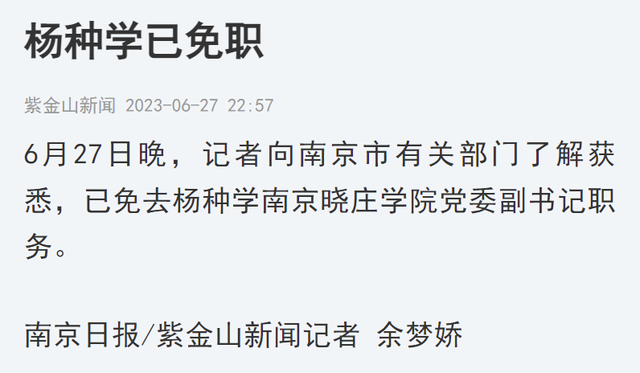 杨种学已免职
紫金山新闻 2023-06-27 22:57
6月27日晚，记者向南京市有关部门了解获
悉，已免去杨种学南京晓庄学院党委副书记职
务。
南京日报/紫金山新闻记者 余梦娇